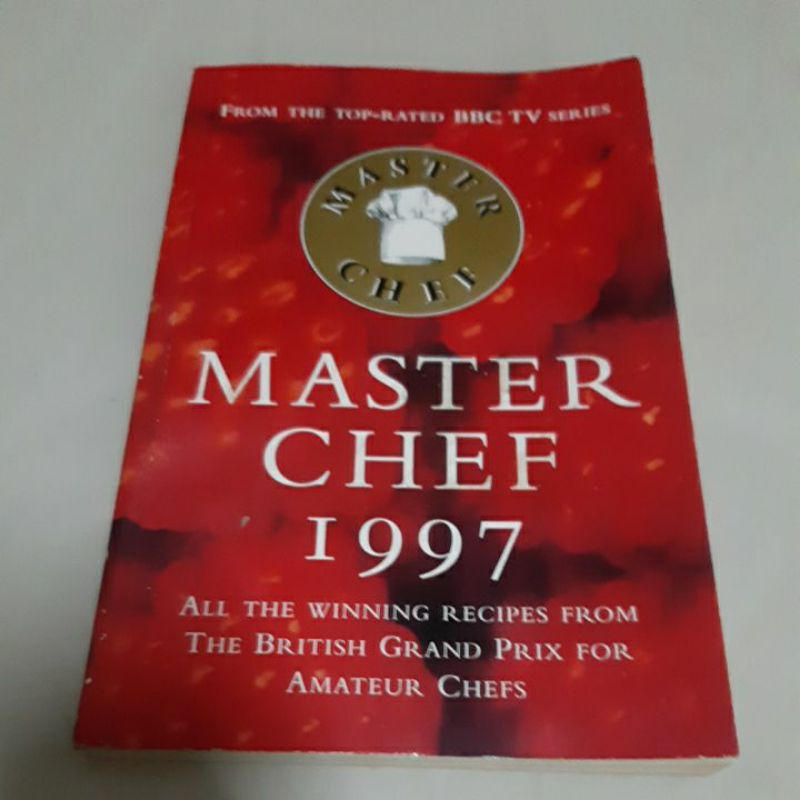 FROM THE TOP-RATED BBC TV SERIES
MASTER
CHEF
MASTER
CHEF
1997
ALL THE WINNING RECIPES FROM
THE BRITISH GRAND PRIX FOR
AMATEUR CHEFS